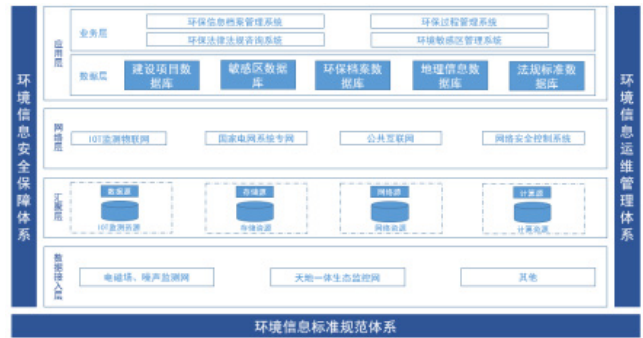 环境信息安全保障体系
应用层
业务层
环保信息档案管理系统
环保过程管理系统
环保法律法规咨询系统
环境敏感区管理系统
数据层
建设项目数
据库
敏感区数据
库
环保档案数
据库
地理信息数
据库
法规标准数
据库
网络层
IOT监测物联网
国家电网系统专网
公共互联网
网络安全控制系统
汇聚层
数据源
IOT监测资源
存储源
存储资源
网络源
网络资源
计算源
计算资源
数据接入层
电磁场、噪声监测网
天地一体生态监控网
其他
环境信息运维管理体系
环境信息标准规范体系